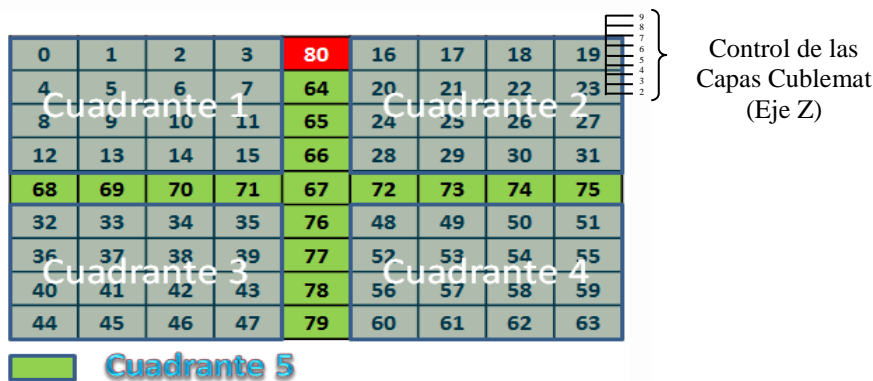 9
8
7
6
5
4
3
2
Control de las
Capas Cublemat
(Eje Z)
0 1 2 3 80 16 17 18 19
4 5 6 7 64 20 21 22 23
Cuadrante 1 Cuadrante 2
8 9 10 11 65 24 25 26 27
12 13 14 15 66 28 29 30 31
68 69 70 71 67 72 73 74 75
32 33 34 35 76 48 49 50 51
36 37 38 39 77 52 53 54 55
Cuadrante 3 Cuadrante 4
40 41 42 43 78 56 57 58 59
44 45 46 47 79 60 61 62 63
Cuadrante 5